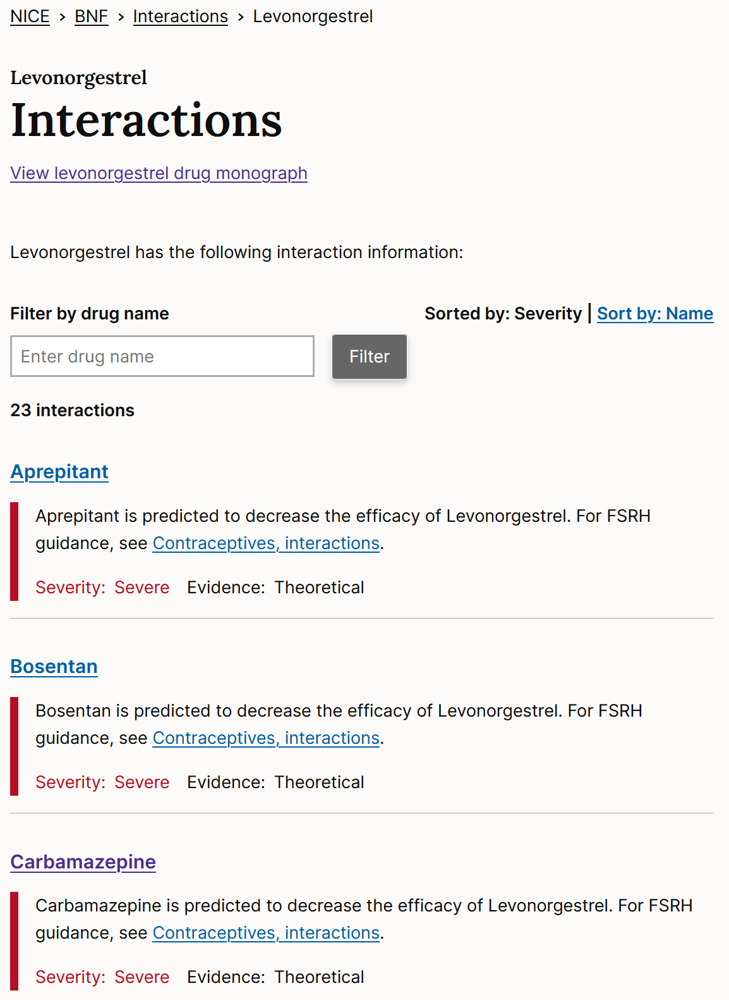 NICE > BNF > Interactions > Levonorgestrel
Levonorgestrel
Interactions
View levonorgestrel drug monograph
Levonorgestrel has the following interaction information:
Filter by drug name
Sorted by: Severity | Sort by: Name
Enter drug name
Filter
23 interactions
Aprepitant
Aprepitant is predicted to decrease the efficacy of Levonorgestrel. For FSRH
guidance, see Contraceptives, interactions.
Severity: Severe Evidence: Theoretical
Bosentan
Bosentan is predicted to decrease the efficacy of Levonorgestrel. For FSRH
guidance, see Contraceptives, interactions.
Severity: Severe Evidence: Theoretical
Carbamazepine
Carbamazepine is predicted to decrease the efficacy of Levonorgestrel. For FSRH
guidance, see Contraceptives, interactions.
Severity: Severe Evidence: Theoretical